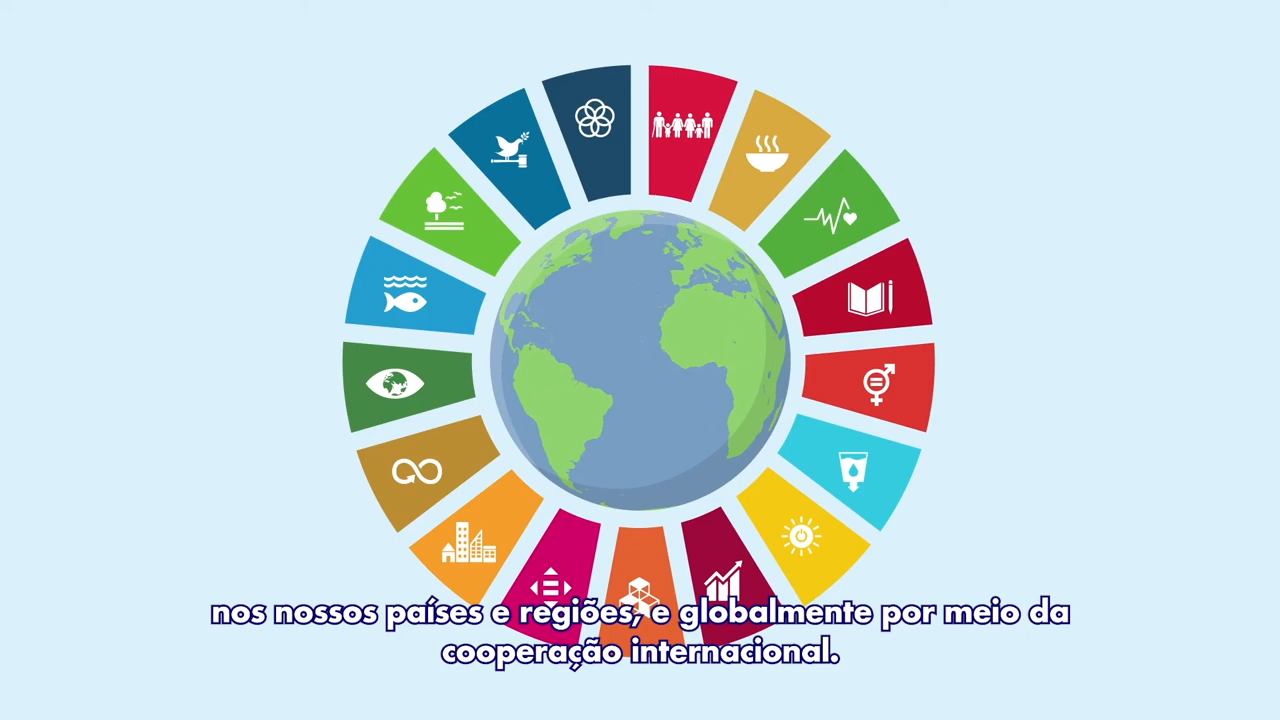 nos nossos países e regiões, e globalmente por meio da
cooperação internacional.